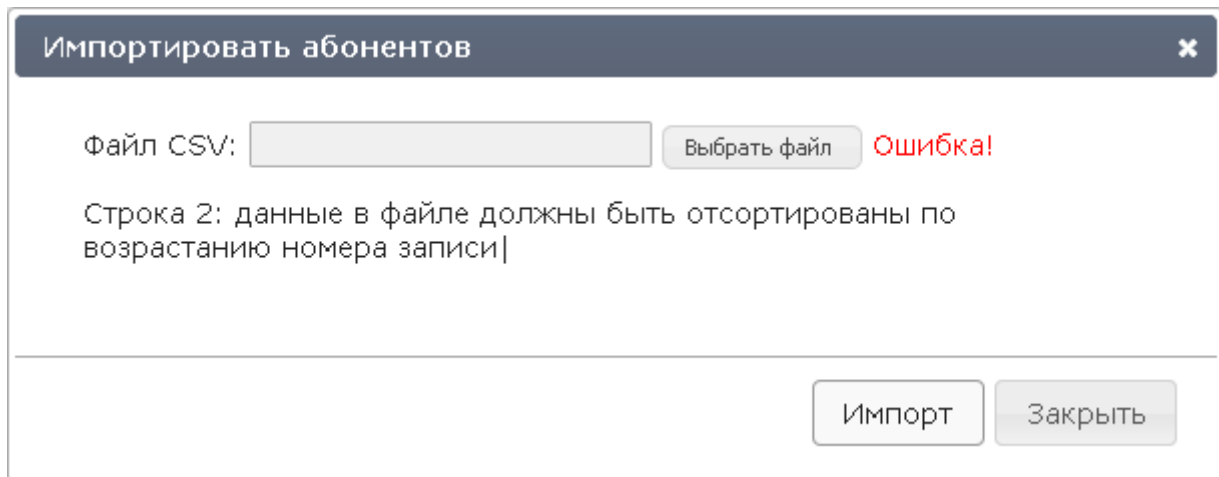 Импортировать абонентов
Файл CSV: Выбрать файл Ошибка!
Строка 2: данные в файле должны быть отсортированы по
возрастанию номера записи
Импорт Закрыть